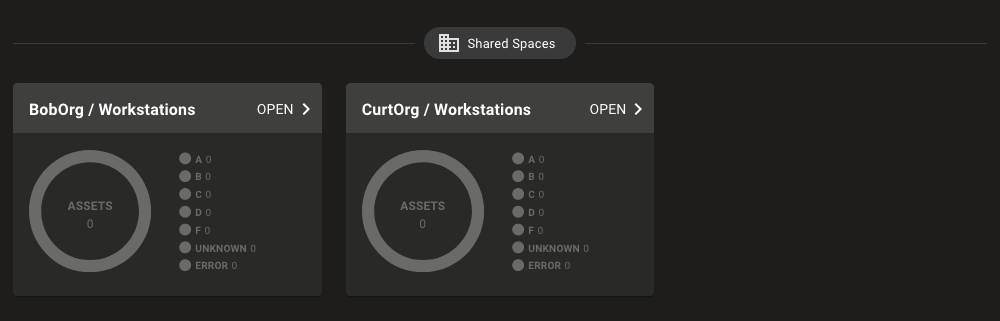 Shared Spaces
BobOrg / Workstations OPEN
ASSETS
0
A 0
B 0
C 0
D 0
F 0
UNKNOWN 0
ERROR 0
CurtOrg / Workstations OPEN
ASSETS
0
A 0
B 0
C 0
D 0
F 0
UNKNOWN 0
ERROR 0